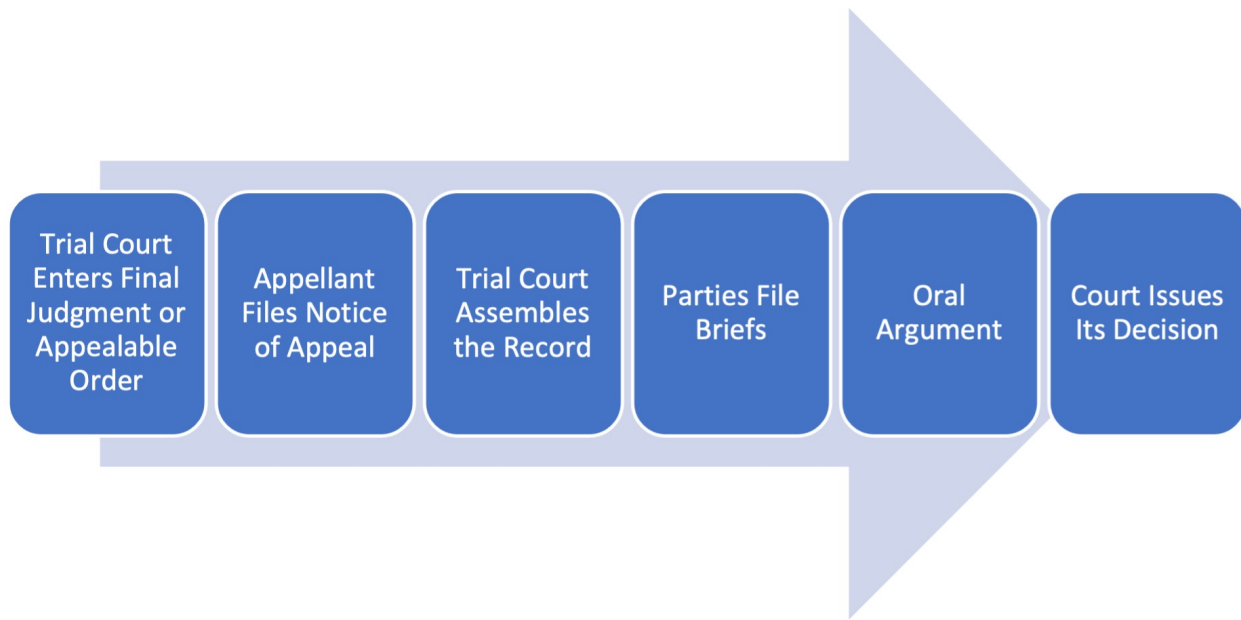 Trial Court
Enters Final
Judgment or
Appealable
Order
Appellant
Files Notice
of Appeal
Trial Court
Assembles
the Record
Parties File
Briefs
Oral
Argument
Court Issues
Its Decision